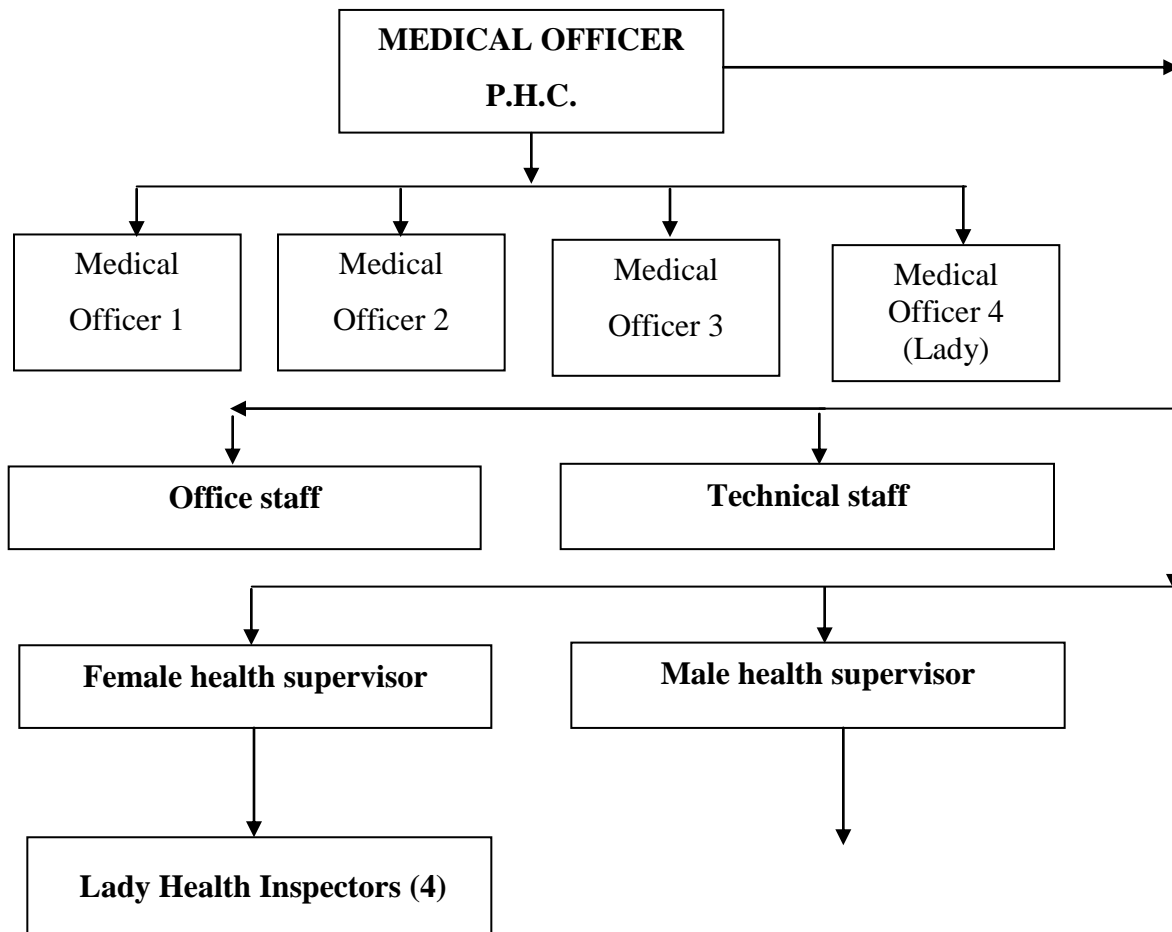 MEDICAL OFFICER
P.H.C.
Medical
Officer 1
Medical
Officer 2
Medical
Officer 3
Medical
Officer 4
(Lady)
Office staff
Technical staff
Female health supervisor
Male health supervisor
Lady Health Inspectors (4)